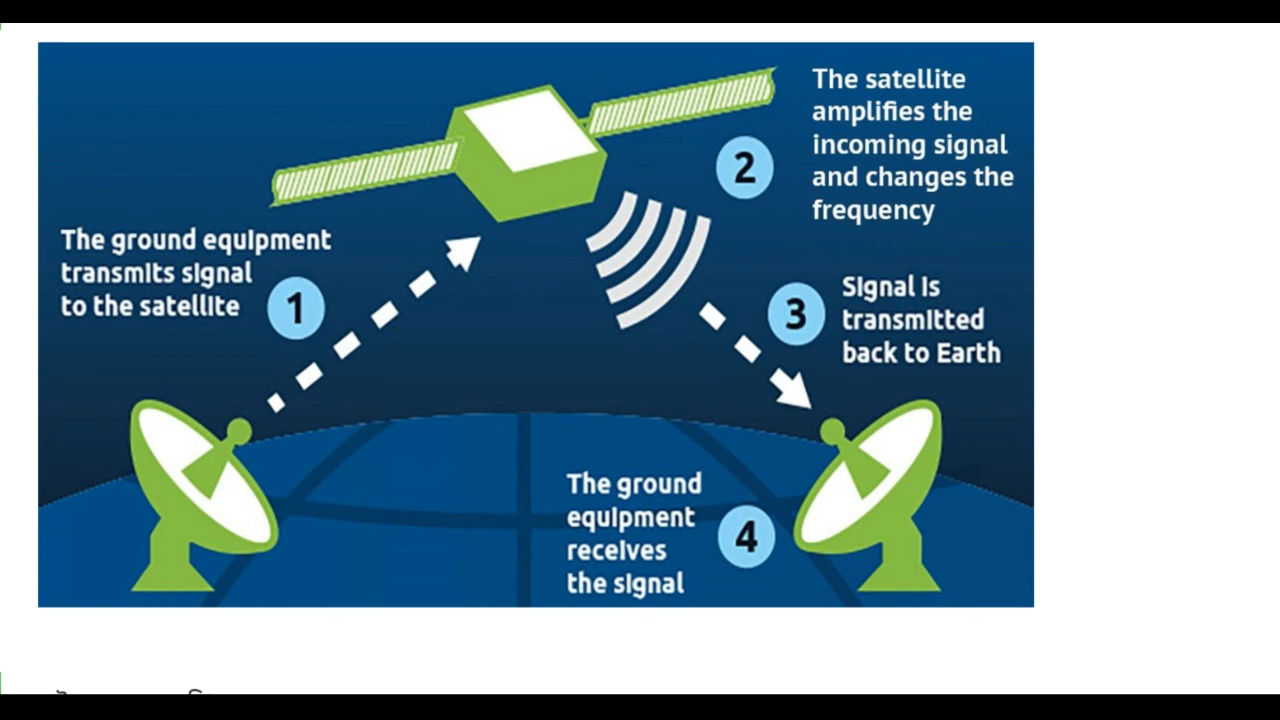 The ground equipment
transmits signal
to the satellite
1
2
The satellite
amplifies the
incoming signal
and changes the
frequency
3
Signal is
transmitted
back to Earth
The ground
equipment
receives
the signal
4